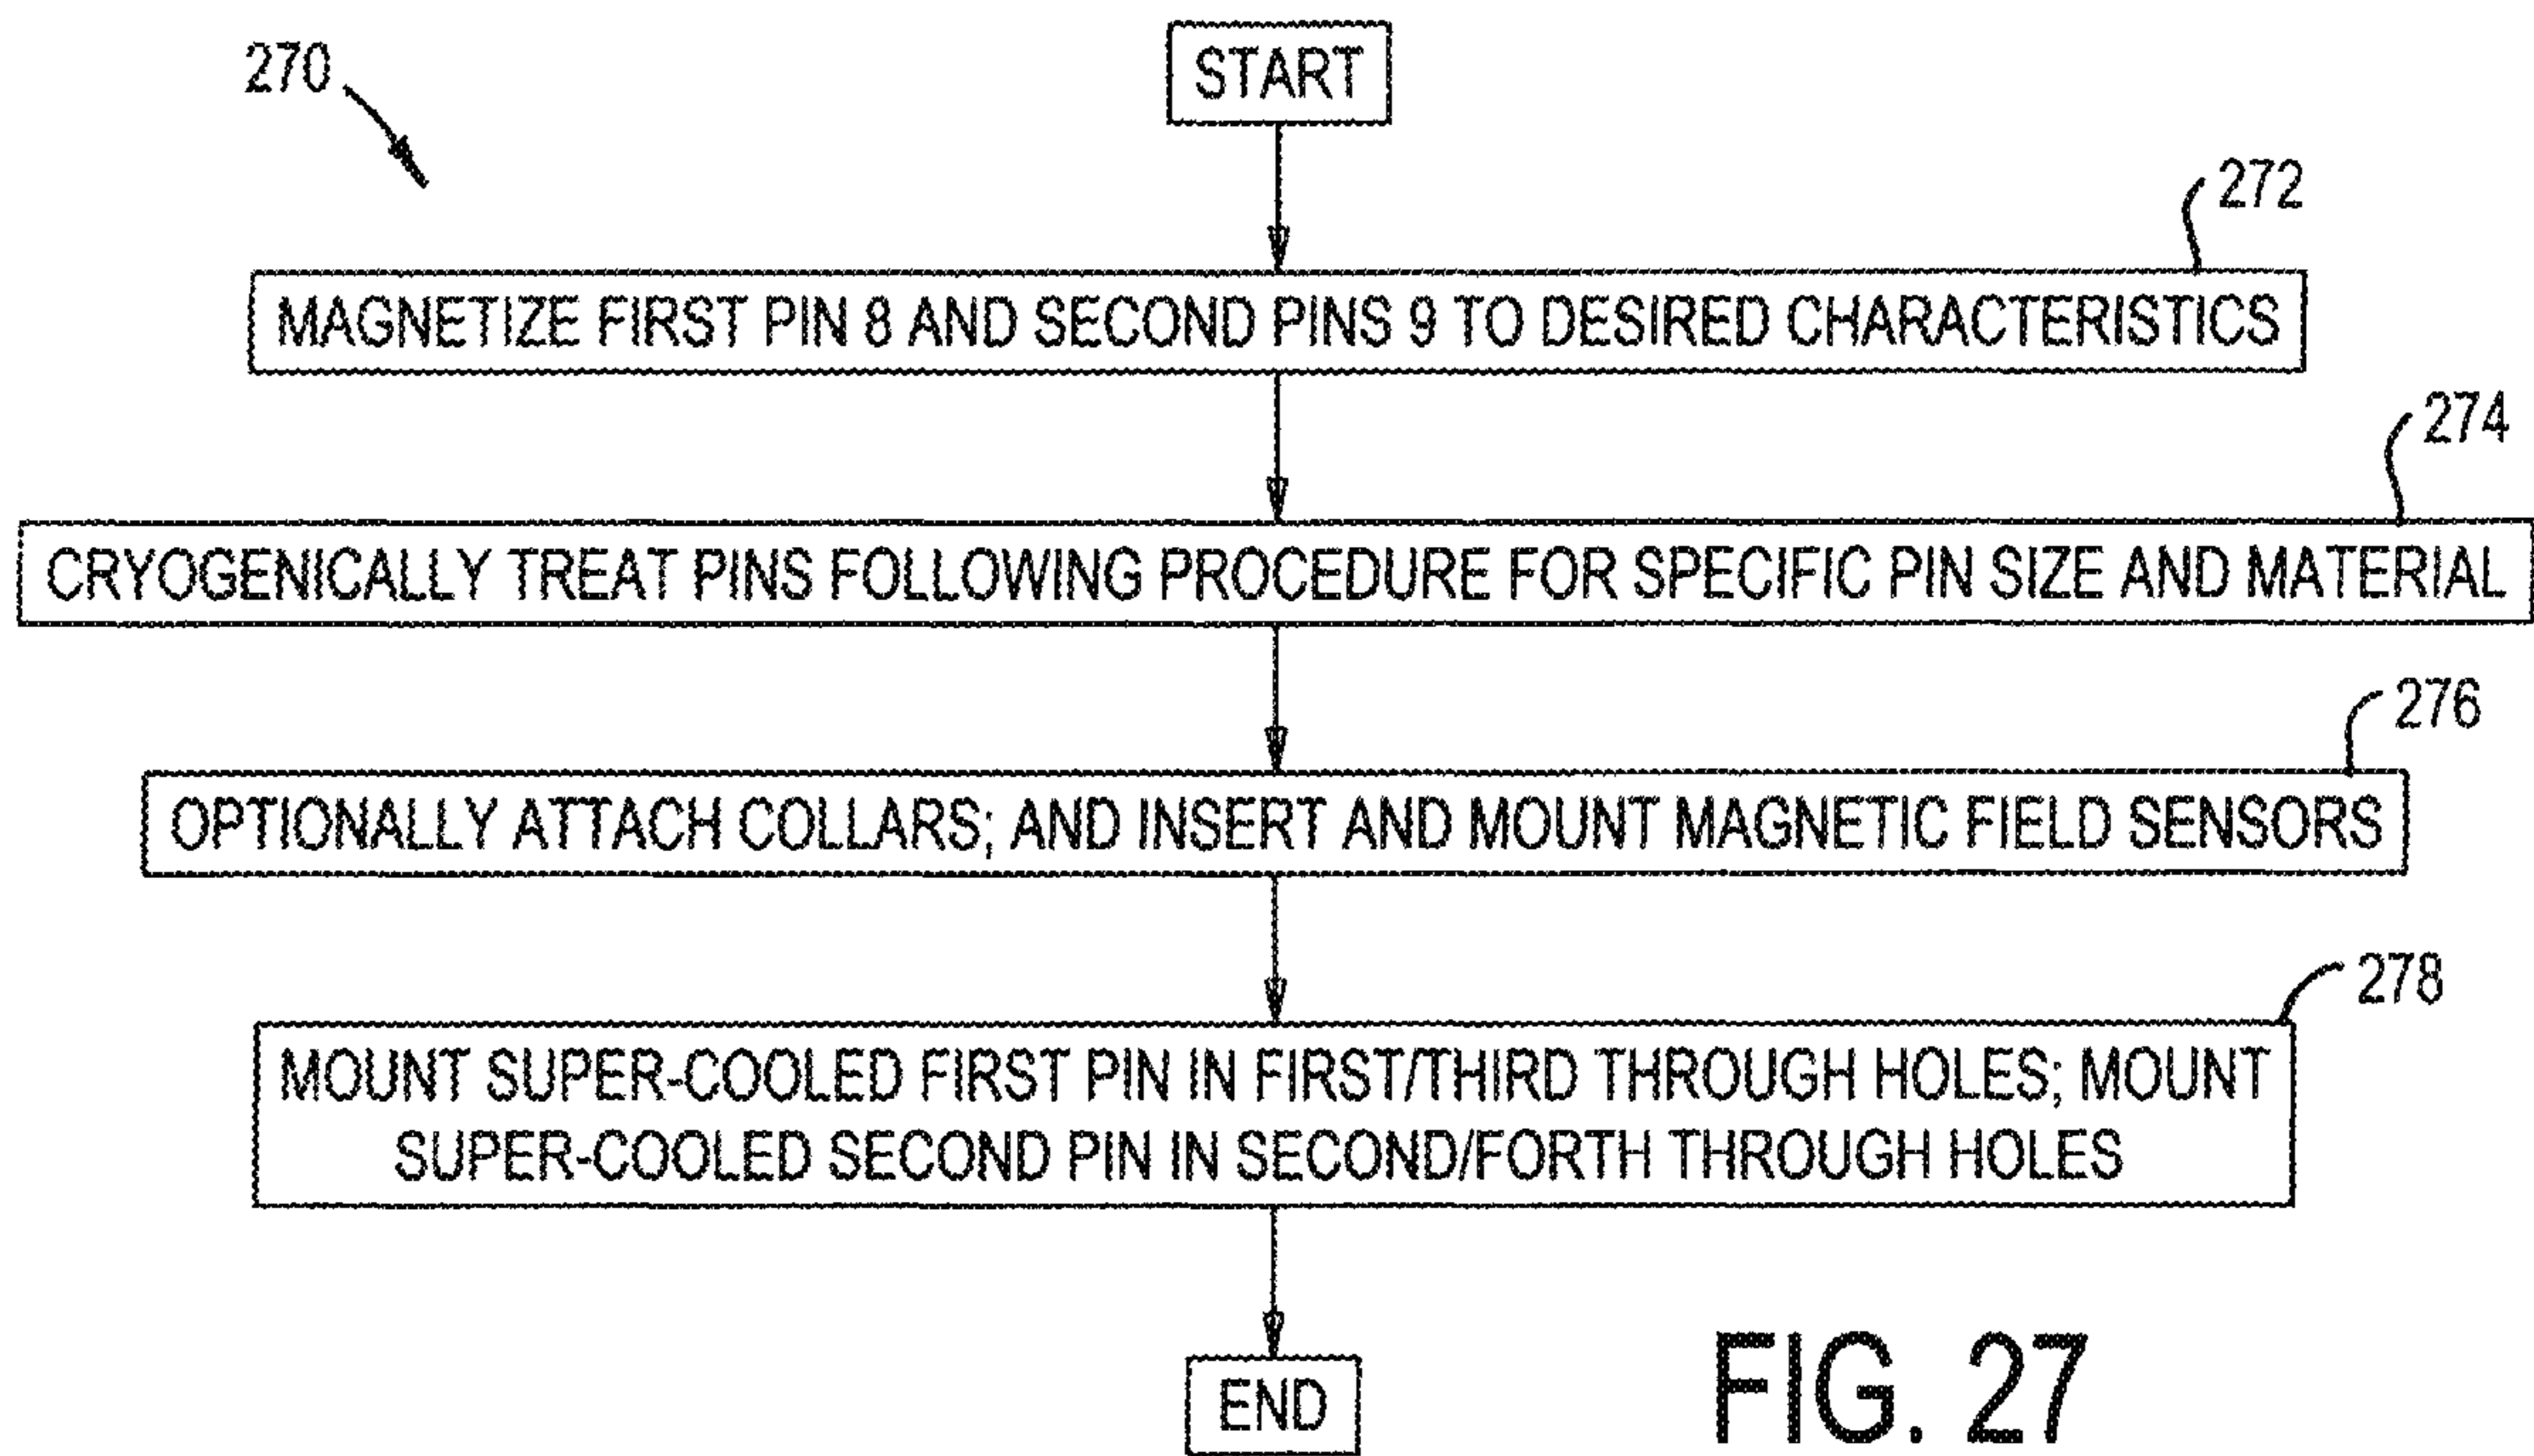 270
START
272
MAGNETIZE FIRST PIN 8 AND SECOND PINS 9 TO DESIRED CHARACTERISTICS
274
CRYOGENICALLY TREAT PINS FOLLOWING PROCEDURE FOR SPECIFIC PIN SIZE AND MATERIAL
276
OPTIONALLY ATTACH COLLARS; AND INSERT AND MOUNT MAGNETIC FIELD SENSORS
278
MOUNT SUPER-COOLED FIRST PIN IN FIRST/THIRD THROUGH HOLES; MOUNT
SUPER-COOLED SECOND PIN IN SECOND/FORTH THROUGH HOLES
END
FIG. 27